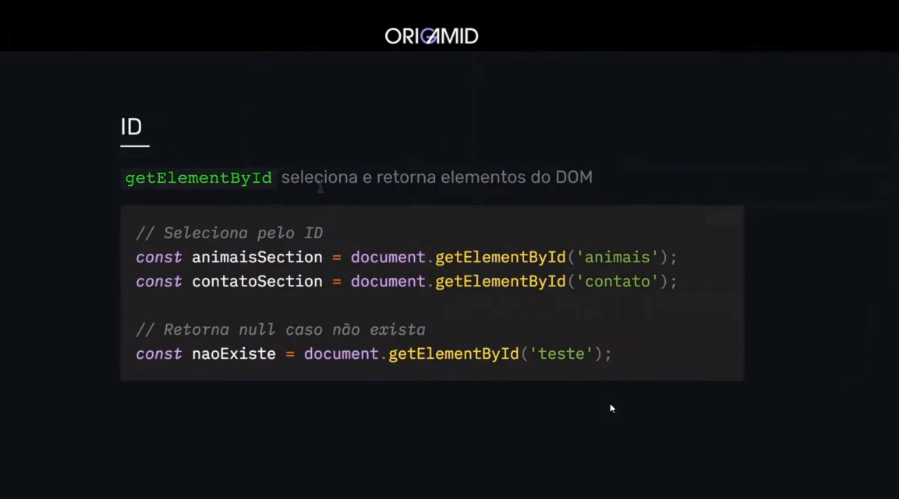 ORIGAMID
ID
getElementById seleciona e retorna elementos do DOM
// Seleciona pelo ID
const animaisSection = document.getElementById('animais');
const contatoSection = document.getElementById('contato');
// Retorna null caso não exista
const naoExiste = document.getElementById('teste');